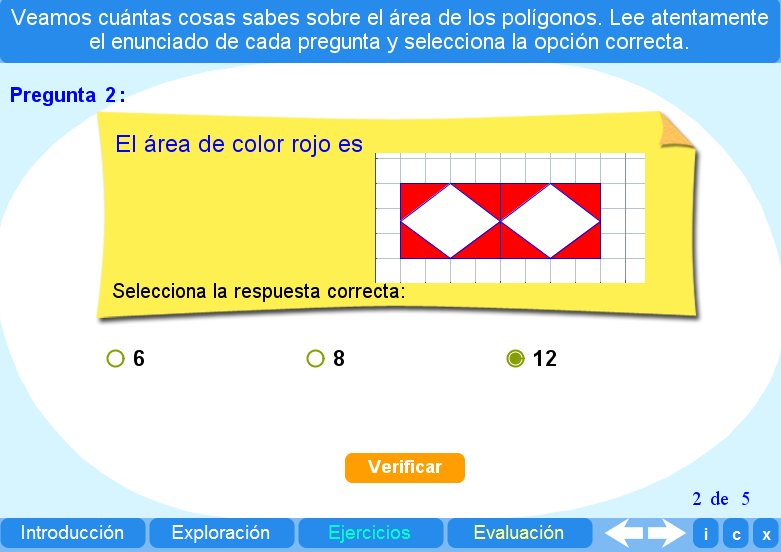 Veamos cuántas cosas sabes sobre el área de los polígonos. Lee atentamente
el enunciado de cada pregunta y selecciona la opción correcta.
Pregunta 2:
El área de color rojo es
Selecciona la respuesta correcta:
6 8 12
Verificar
2 de 5
Introducción Exploración Ejercicios Evaluación i c x